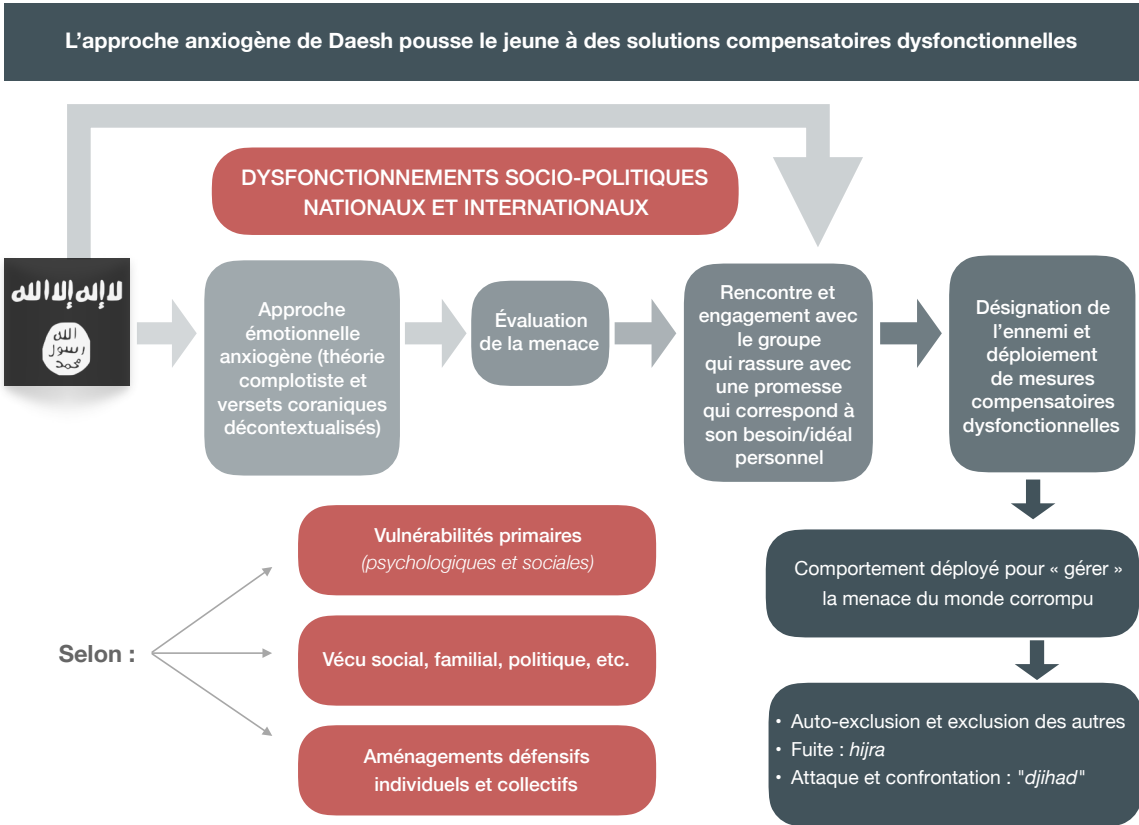 L’approche anxiogène de Daesh pousse le jeune à des solutions compensatoires dysfonctionnelles
DYSFONCTIONNEMENTS SOCIO-POLITIQUES
NATIONAUX ET INTERNATIONAUX
لا إله إلا الله
الله
رسول
محمد
Approche
émotionnelle
anxiogène (théorie
complotiste et
versets coraniques
décontextualisés)
Évaluation
de la menace
Rencontre et
engagement avec
le groupe
qui rassure avec
une promesse
qui correspond à
son besoin/idéal
personnel
Désignation de
l’ennemi et
déploiement
de mesures
compensatoires
dysfonctionnelles
Selon :
Vulnérabilités primaires
(psychologiques et sociales)
Vécu social, familial, politique, etc.
Aménagements défensifs
individuels et collectifs
Comportement déployé pour « gérer »
la menace du monde corrompu
• Auto-exclusion et exclusion des autres
• Fuite : hijra
• Attaque et confrontation : "djihad"